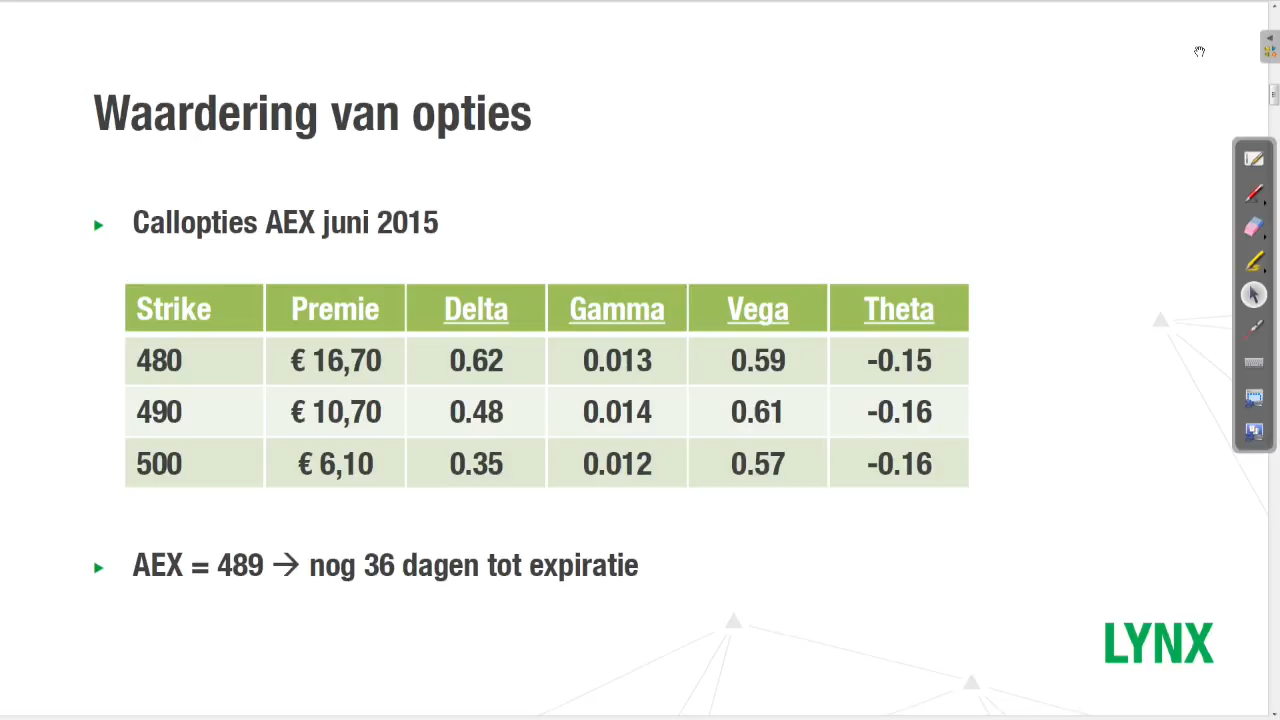 Waardering van opties
Callopties AEX juni 2015
Strike Premie Delta Gamma Vega Theta
480 € 16,70 0.62 0.013 0.59 -0.15
490 € 10,70 0.48 0.014 0.61 -0.16
500 € 6,10 0.35 0.012 0.57 -0.16
AEX = 489 → nog 36 dagen tot expiratie
LYNX